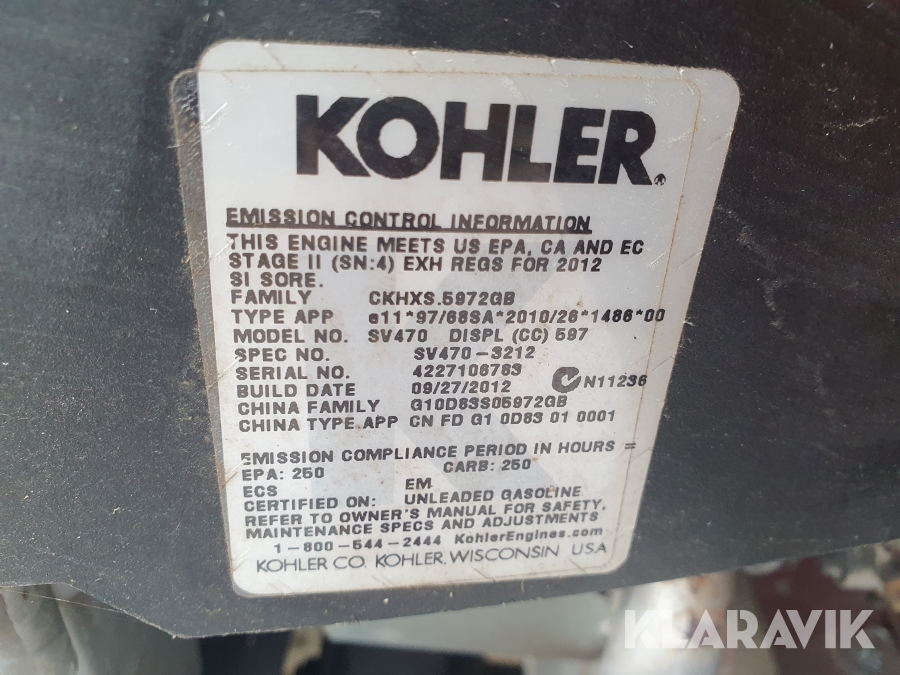 KOHLER.
EMISSION CONTROL INFORMATION
THIS ENGINE MEETS US EPA, CA AND EC
STAGE II (SN:4) EXH REGS FOR 2012
SI SORE.
FAMILY CKHXS.5972GB
TYPE APP e11*97/68SA*2010/26*1486*00
MODEL NO. SV470 DISPL (CC) 597
SPEC NO. SV470-3212
SERIAL NO. 4227106763
BUILD DATE 09/27/2012 N11236
CHINA FAMILY G10D83S05972GB
CHINA TYPE APP CN FD G1 0D83 01 0001
EMISSION COMPLIANCE PERIOD IN HOURS =
EPA: 250 CARB: 250
ECS EM
CERTIFIED ON: UNLEADED GASOLINE
REFER TO OWNER'S MANUAL FOR SAFETY,
MAINTENANCE SPECS AND ADJUSTMENTS
1-800-544-2444 KohlerEngines.com
KOHLER CO. KOHLER, WISCONSIN USA
KLARAVIK